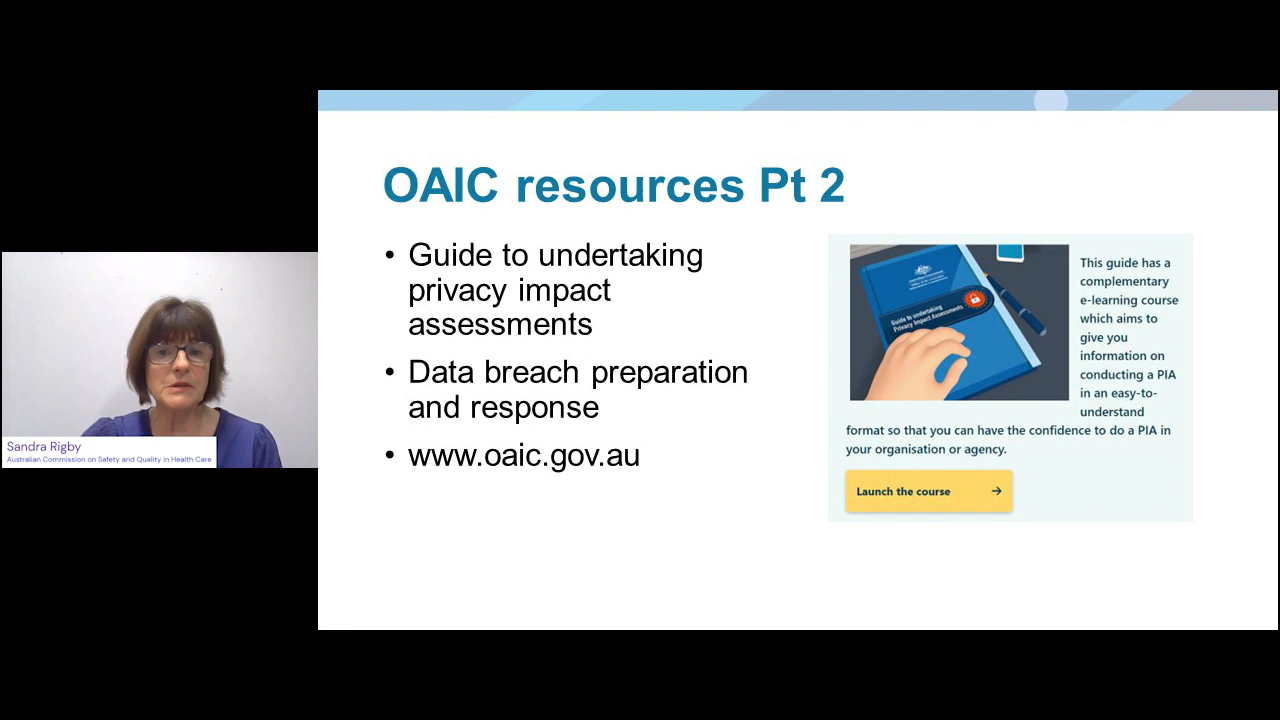 OAIC resources Pt 2
• Guide to undertaking
privacy impact
assessments
• Data breach preparation
and response
• www.oaic.gov.au
Guide to undertaking
Privacy Impact Assessments
This guide has a
complementary
e-learning course
which aims to
give you
information on
conducting a PIA
in an easy-to-
understand
format so that you can have the confidence to do a PIA in
your organisation or agency.
Launch the course →
Sandra Rigby
Australian Commission on Safety and Quality in Health Care